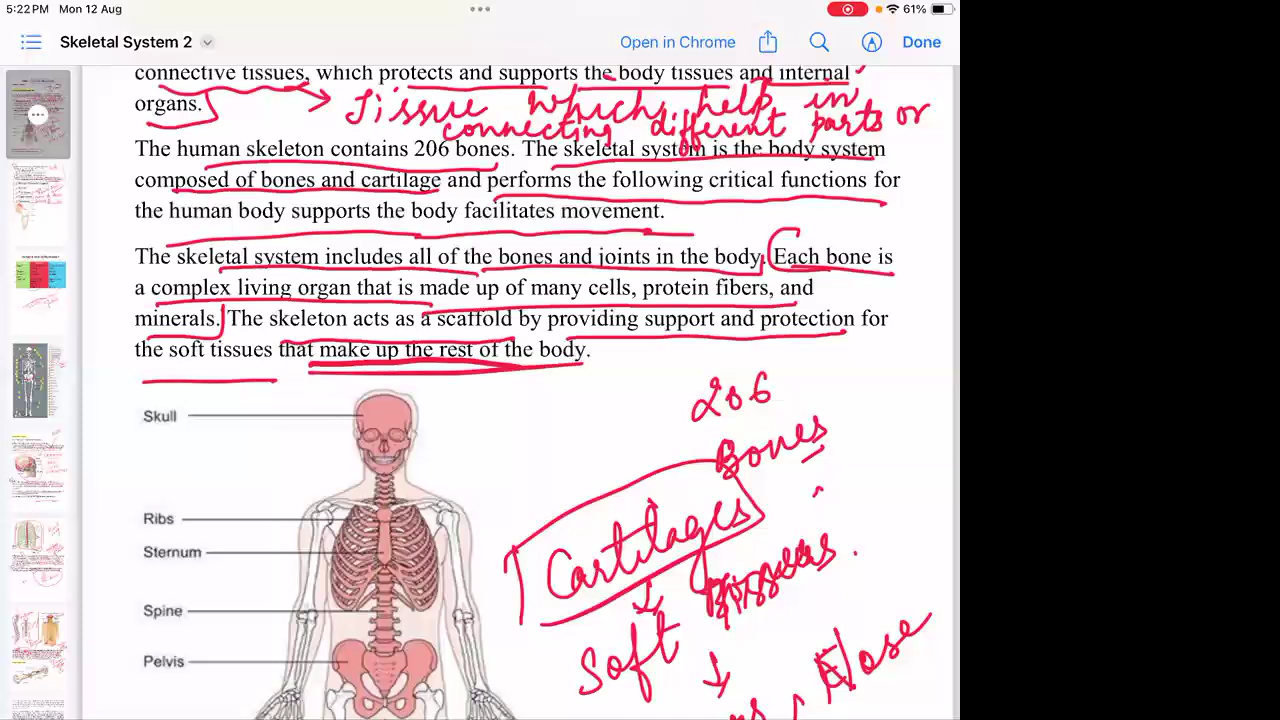 5:22 PM Mon 12 Aug
61%
Skeletal System 2
Open in Chrome
Done
connective tissues, which protects and supports the body tissues and internal
organs.
Tissue which help in
connecting different parts or
The human skeleton contains 206 bones. The skeletal system is the body system
composed of bones and cartilage and performs the following critical functions for
the human body supports the body facilitates movement.
The skeletal system includes all of the bones and joints in the body. Each bone is
a complex living organ that is made up of many cells, protein fibers, and
minerals. The skeleton acts as a scaffold by providing support and protection for
the soft tissues that make up the rest of the body.
206
Bones
Skull
Cartilages
Ribs
Sternum
Spine
Soft
Nose
Pelvis